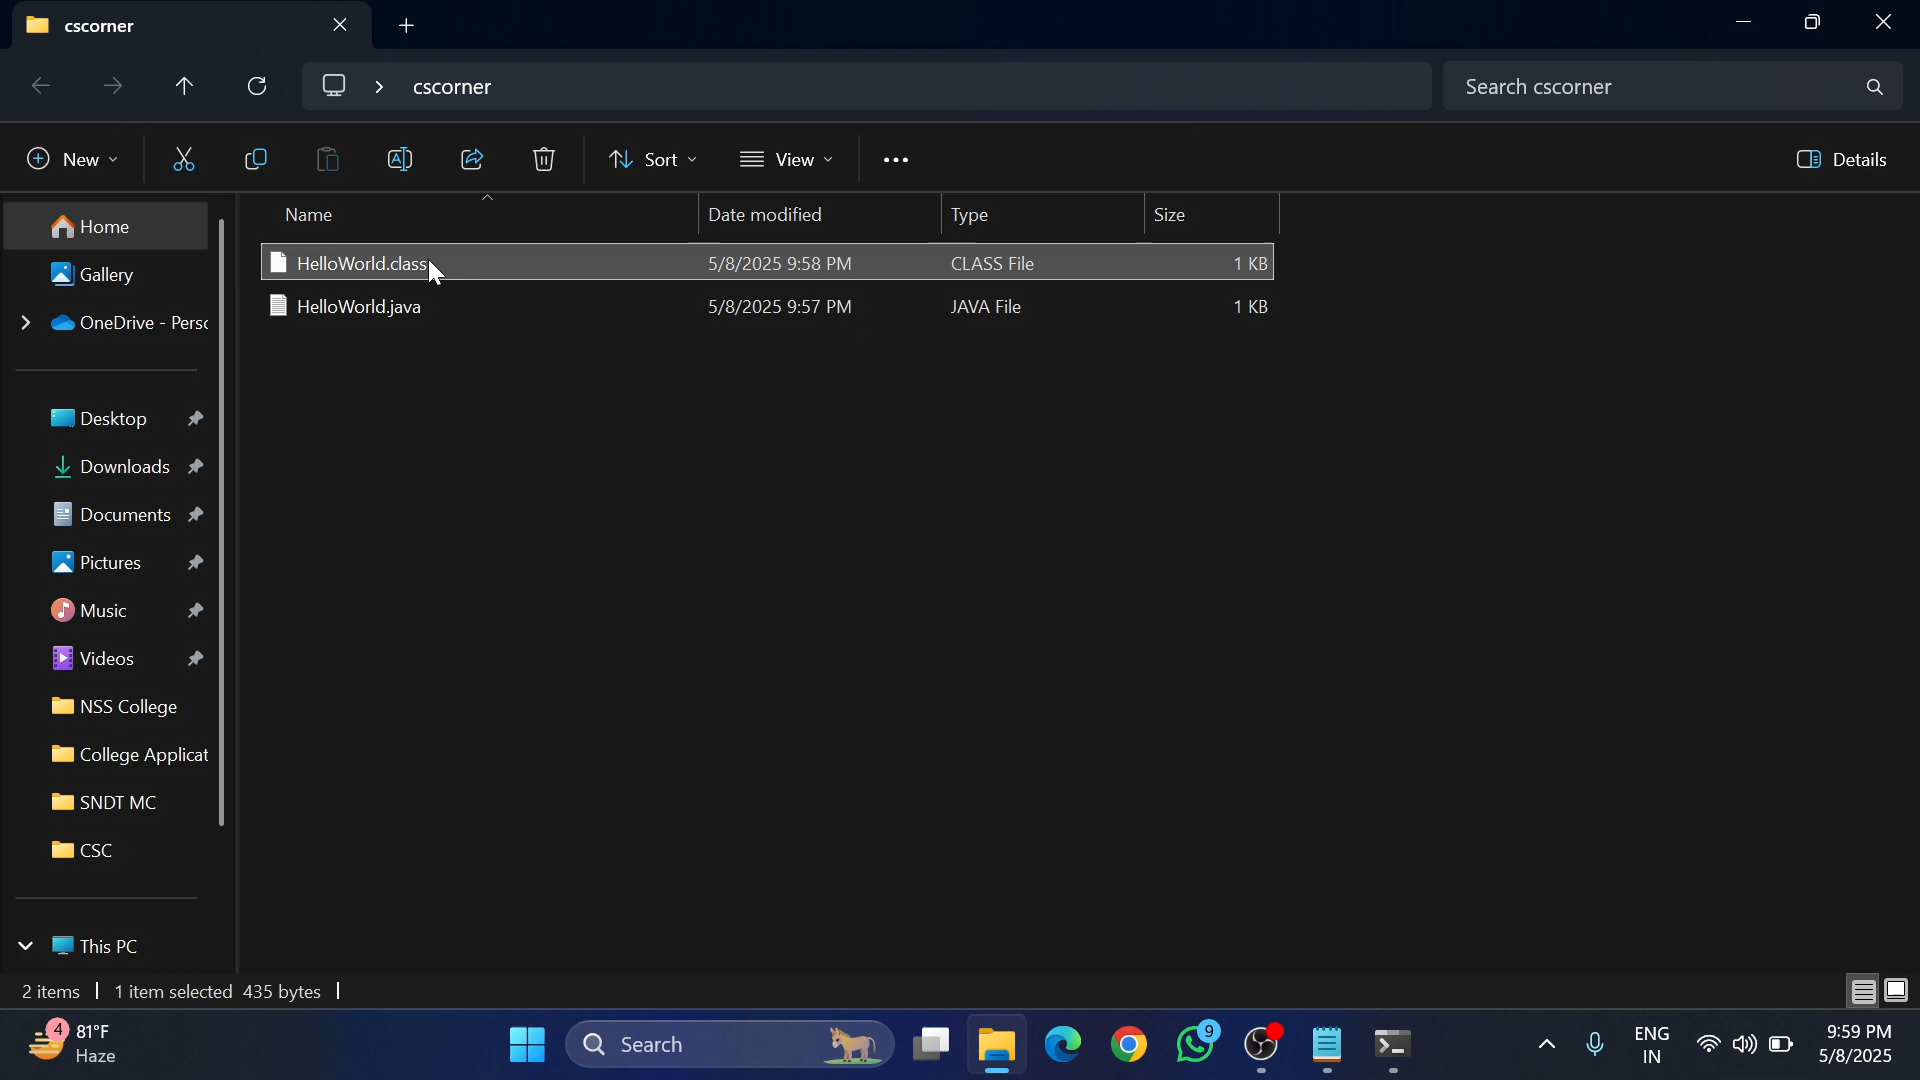 cscorner
cscorner
Search cscorner
New
Sort
View
Details
Name
Date modified
Type
Size
Home
HelloWorld.class
5/8/2025 9:58 PM
CLASS File
1 KB
Gallery
HelloWorld.java
5/8/2025 9:57 PM
JAVA File
1 KB
OneDrive - Perso
Desktop
Downloads
Documents
Pictures
Music
Videos
NSS College
College Applicat
SNDT MC
CSC
This PC
2 items
1 item selected 435 bytes
4
81°F
Haze
Search
9
ENG
IN
9:59 PM
5/8/2025